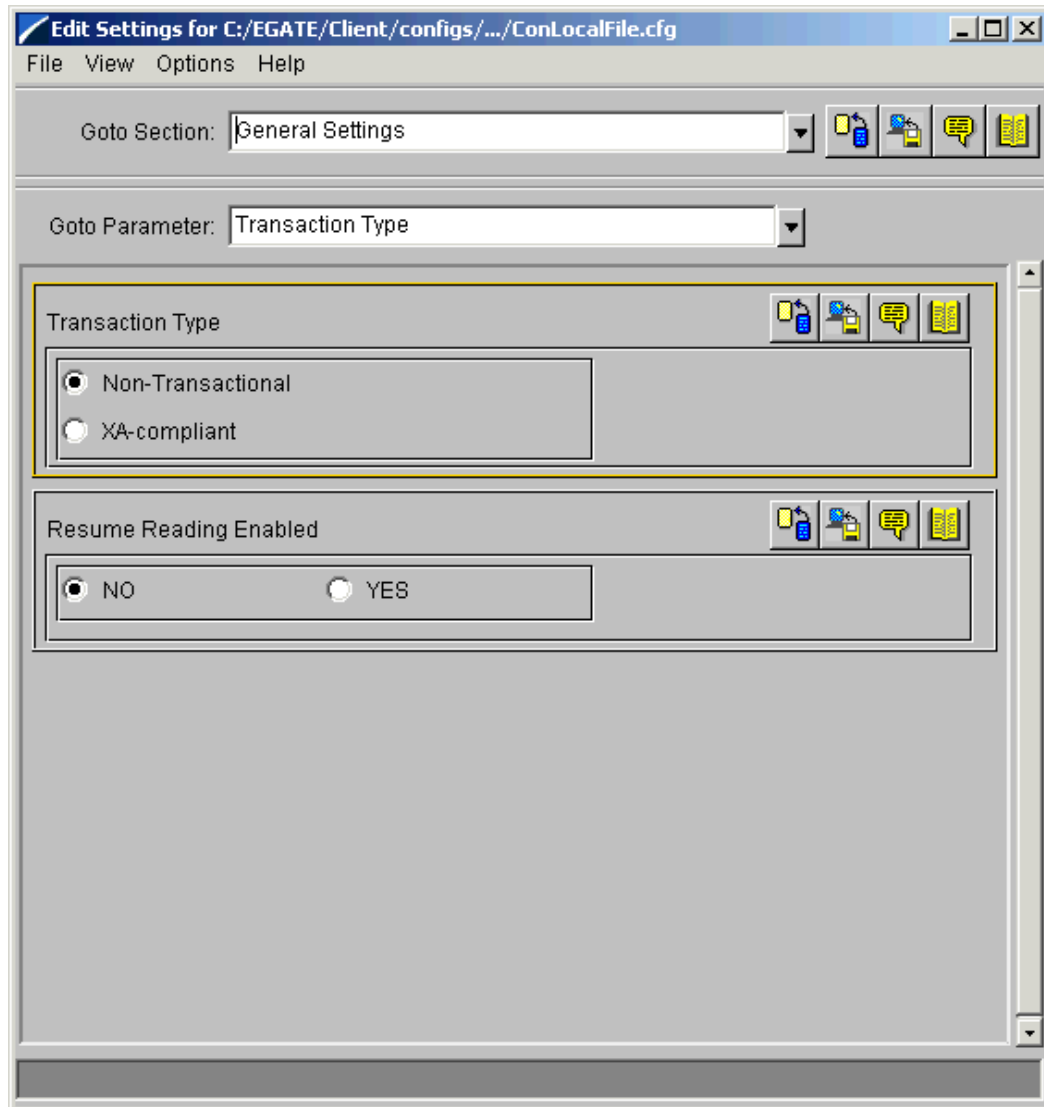 Edit Settings for C:/EGATE/Client/configs/.../ConLocalFile.cfg
File View Options Help
Goto Section: General Settings
Goto Parameter: Transaction Type
Transaction Type
Non-Transactional
XA-compliant
Resume Reading Enabled
NO YES